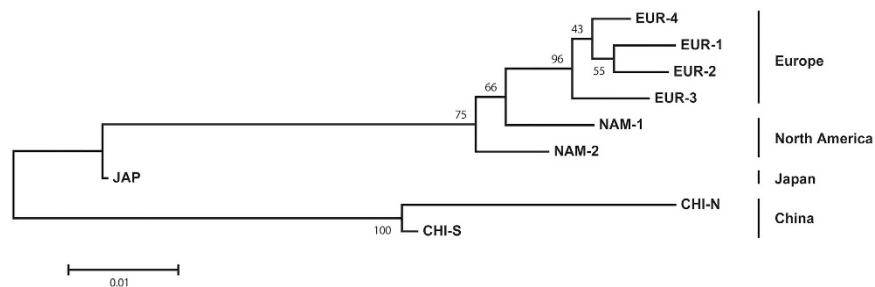 EUR-4
43
EUR-1
Europe
96
55
EUR-2
66
EUR-3
75
NAM-1
North America
NAM-2
JAP
Japan
CHI-N
China
100
CHI-S
0.01